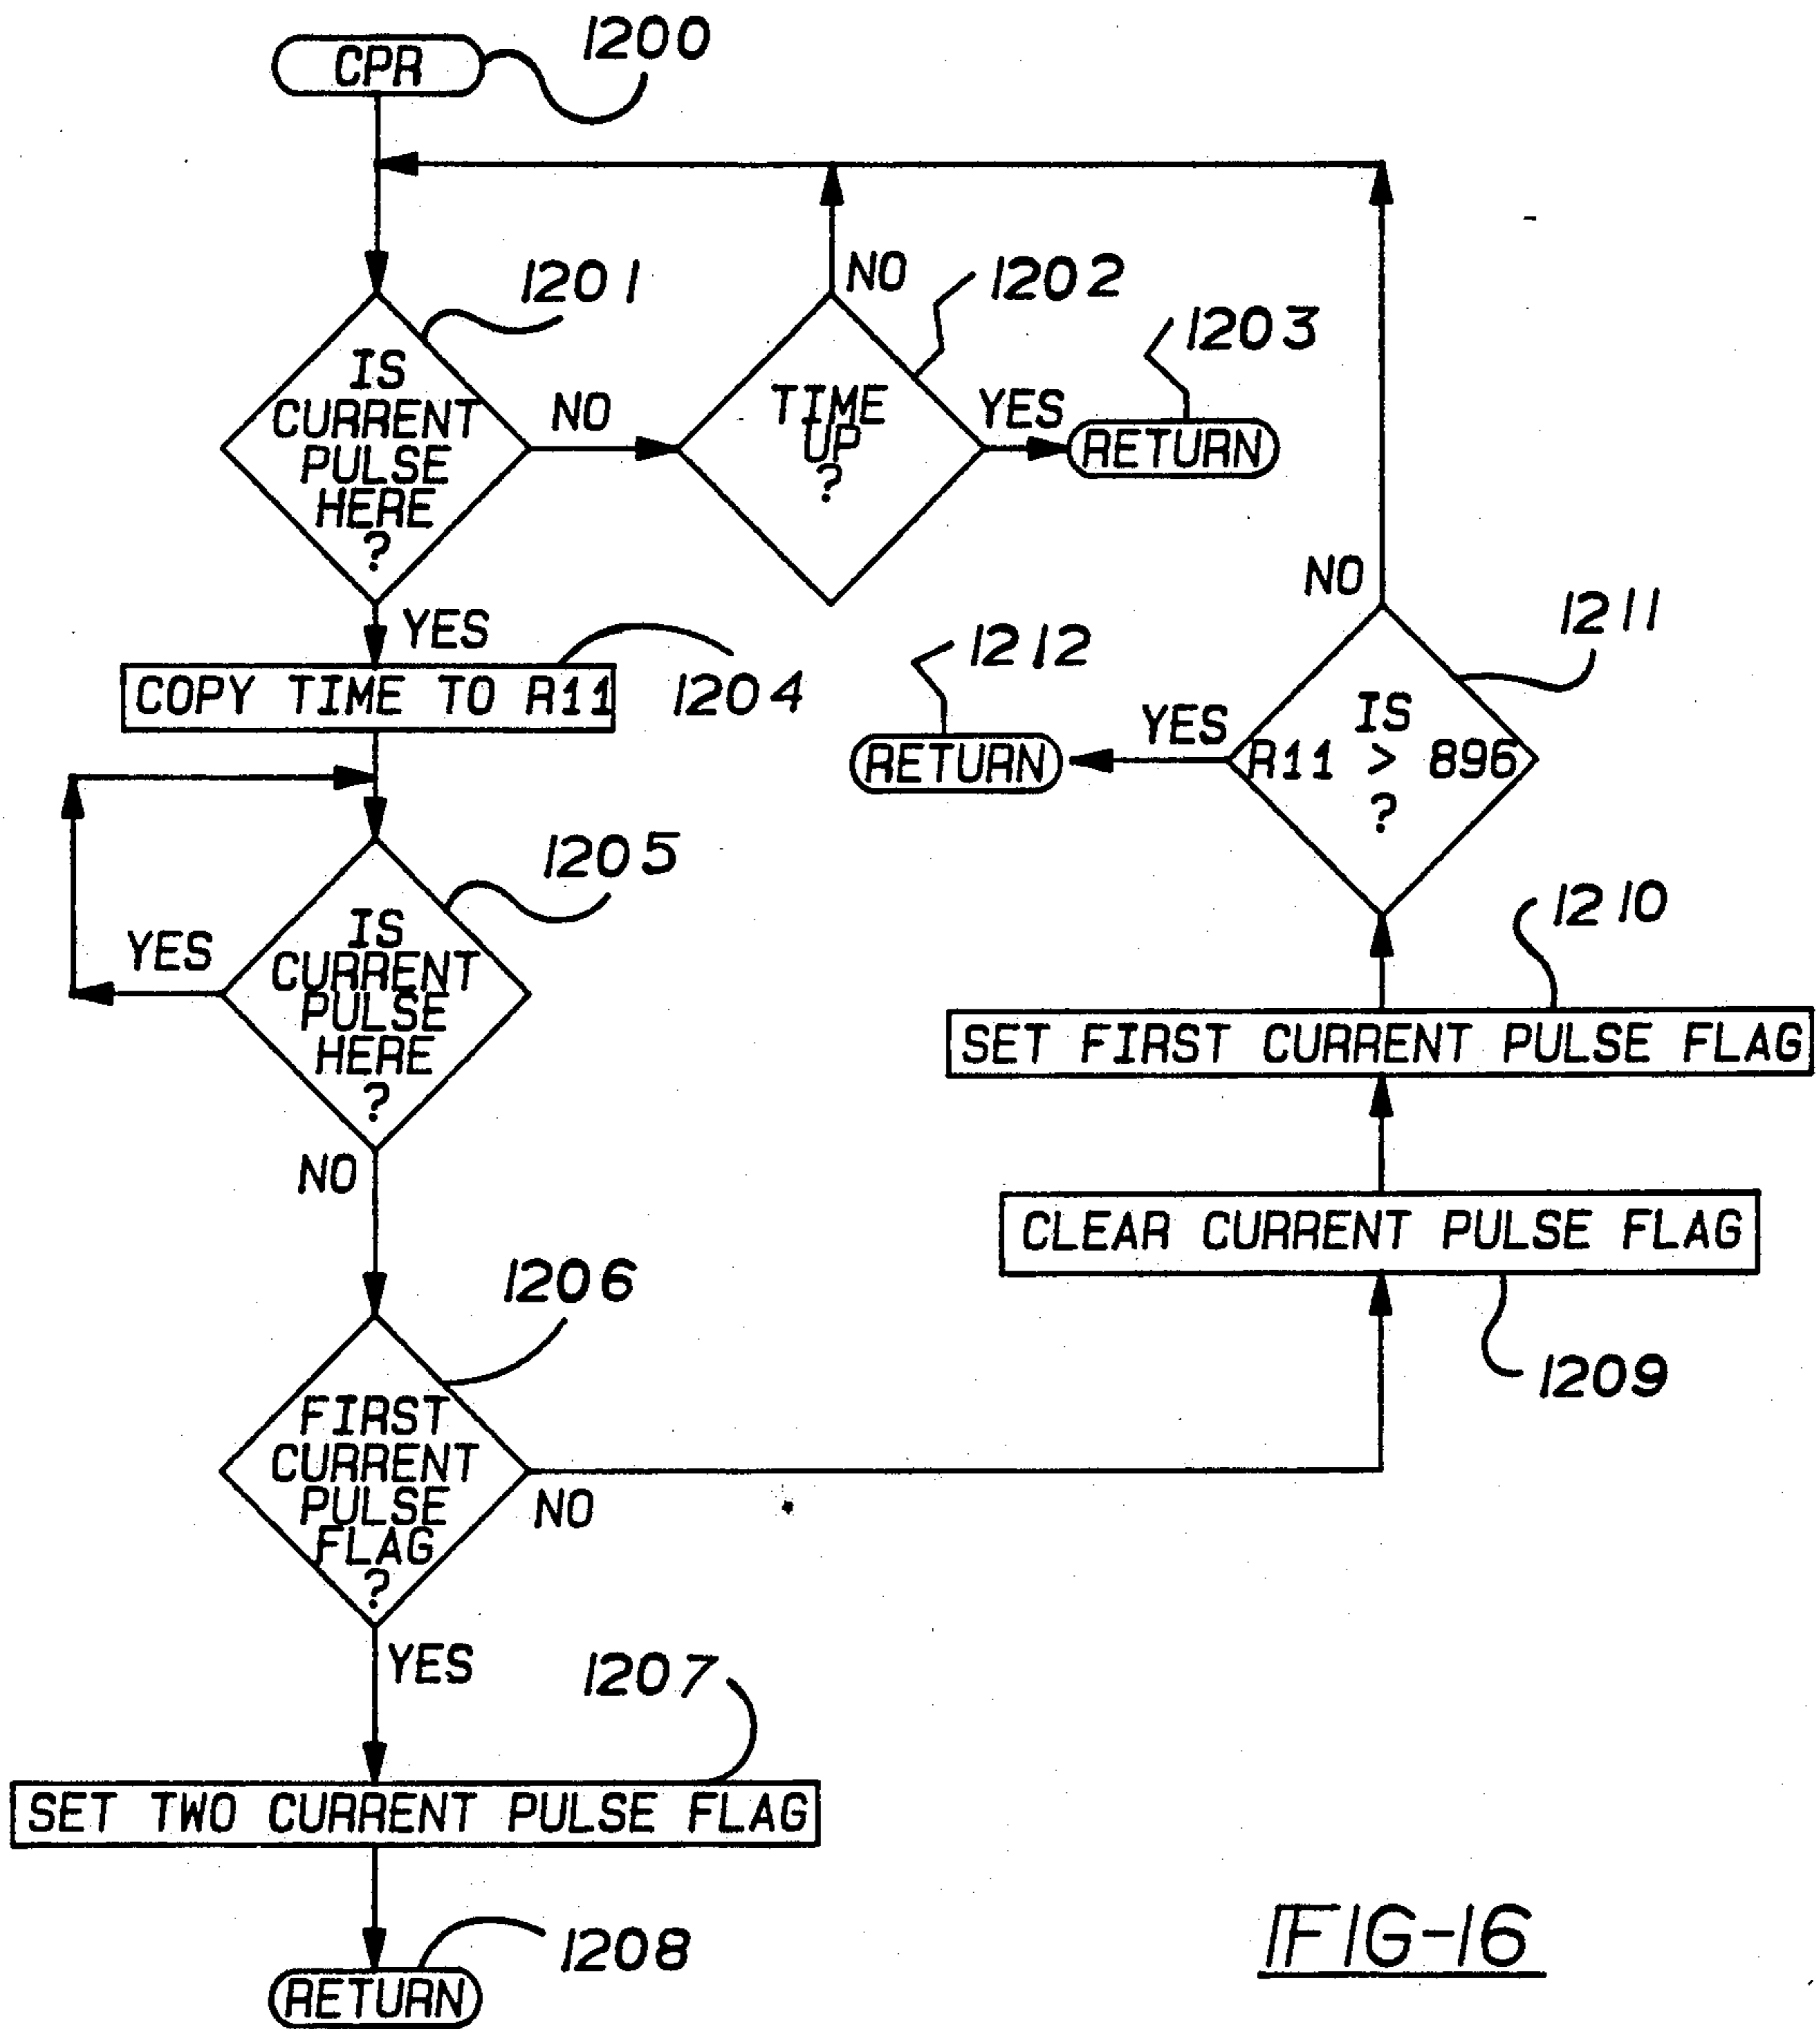 CPR
1200
IS
CURRENT
PULSE
HERE
?
1201
NO
TIME
UP
?
NO
1202
YES
RETURN
1203
YES
COPY TIME TO R11
1204
IS
CURRENT
PULSE
HERE
?
1205
YES
NO
FIRST
CURRENT
PULSE
FLAG
?
1206
NO
YES
SET TWO CURRENT PULSE FLAG
1207
RETURN
1208
CLEAR CURRENT PULSE FLAG
1209
SET FIRST CURRENT PULSE FLAG
1210
IS
R11 > 896
?
1211
NO
YES
RETURN
1212
FIG-16